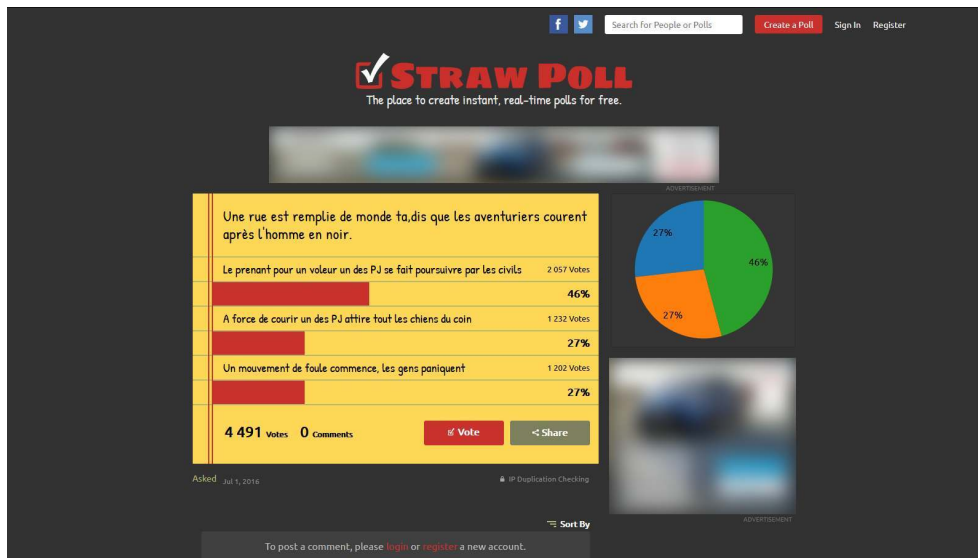 f
Search for People or Polls
Create a Poll
Sign In
Register
STRAW POLL
The place to create instant, real-time polls for free.
ADVERTISEMENT
Une rue est remplie de monde ta,dis que les aventuriers courent
après l'homme en noir.
Le prenant pour un voleur un des PJ se fait poursuivre par les civils 2 057 Votes
46%
A force de courir un des PJ attire tout les chiens du coin 1 232 Votes
27%
Un mouvement de foule commence, les gens paniquent 1 202 Votes
27%
4 491 Votes 0 Comments
Vote
Share
27%
46%
27%
Asked Jul 1, 2016
IP Duplication Checking
ADVERTISEMENT
Sort By
To post a comment, please login or register a new account.